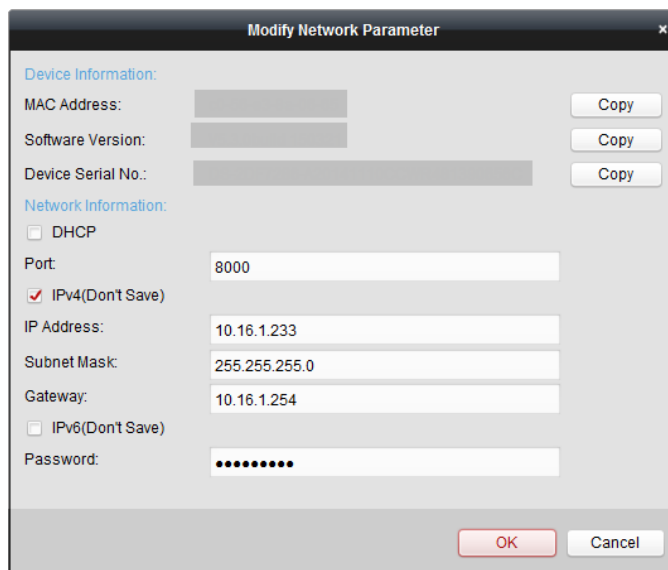 Modify Network Parameter ×
Device Information:
MAC Address: Copy
Software Version: Copy
Device Serial No.: Copy
Network Information:
DHCP
Port: 8000
IPv4(Don't Save)
IP Address: 10.16.1.233
Subnet Mask: 255.255.255.0
Gateway: 10.16.1.254
IPv6(Don't Save)
Password: •••••••••
OK Cancel